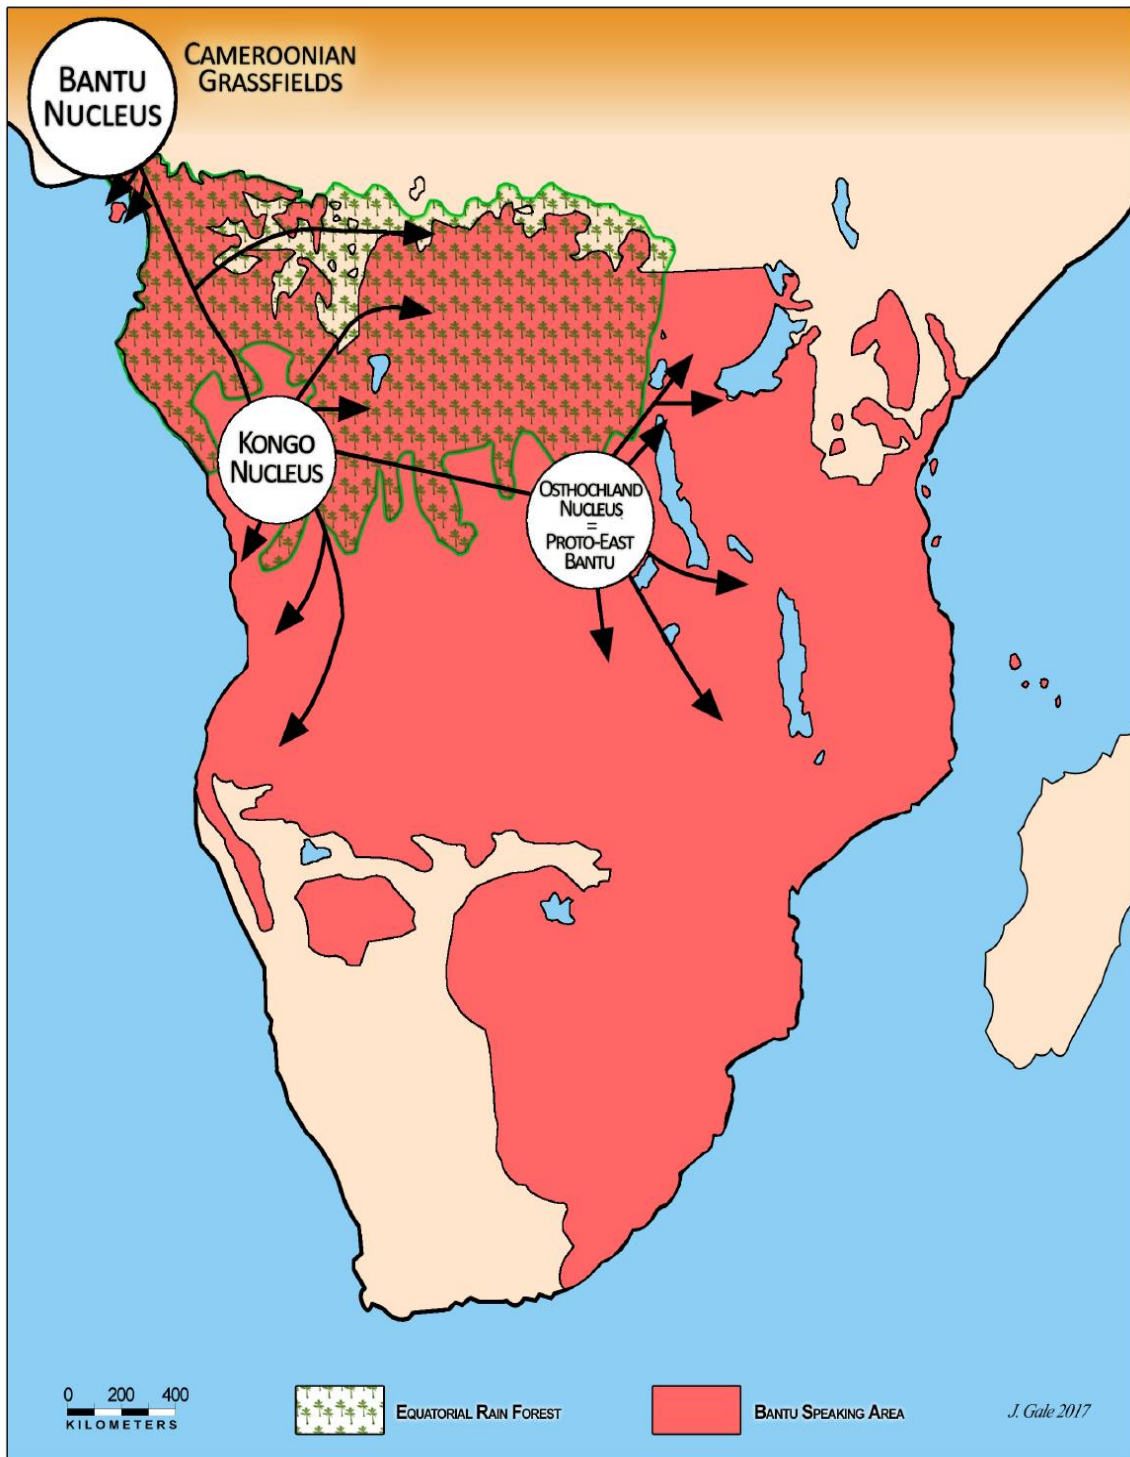 BANTU
NUCLEUS
CAMEROONIAN
GRASSFIELDS
KONGO
NUCLEUS
OSTHOCHLAND
NUCLEUS
=
PROTO-EAST
BANTU
0 200 400
KILOMETERS
EQUATORIAL RAIN FOREST
BANTU SPEAKING AREA
J. Gale 2017